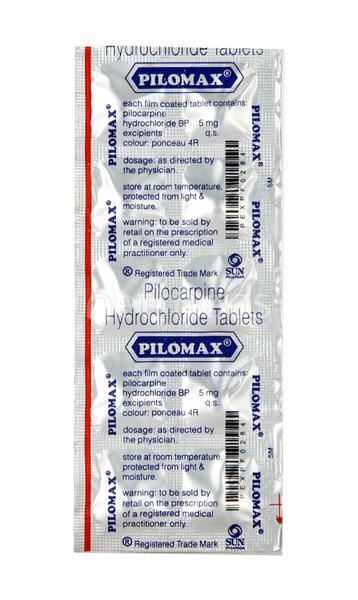 Hydrochloride Tablets
PILOMAX®
each film coated tablet contains:
pilocarpine
hydrochloride BP 5 mg
excipients q.s.
colour: ponceau 4R
dosage: as directed by
the physician.
store at room temperature,
protected from light &
moisture.
warning: to be sold by
retail on the prescription
of a registered medical
practitioner only.
® Registered Trade Mark
SUN
PHARMA
PILOMAX®
PILOMAX®
PILOMAX®
5M
PEXPF0284
Pilocarpine
Hydrochloride Tablets
PILOMAX®
each film coated tablet contains:
pilocarpine
hydrochloride BP 5 mg
excipients q.s.
colour: ponceau 4R
dosage: as directed by
the physician.
store at room temperature,
protected from light &
moisture.
warning: to be sold by
retail on the prescription
of a registered medical
practitioner only.
® Registered Trade Mark
SUN
PHARMA
PILOMAX®
PILOMAX®
PILOMAX®
PILOMAX®
5M
PEXPF0284